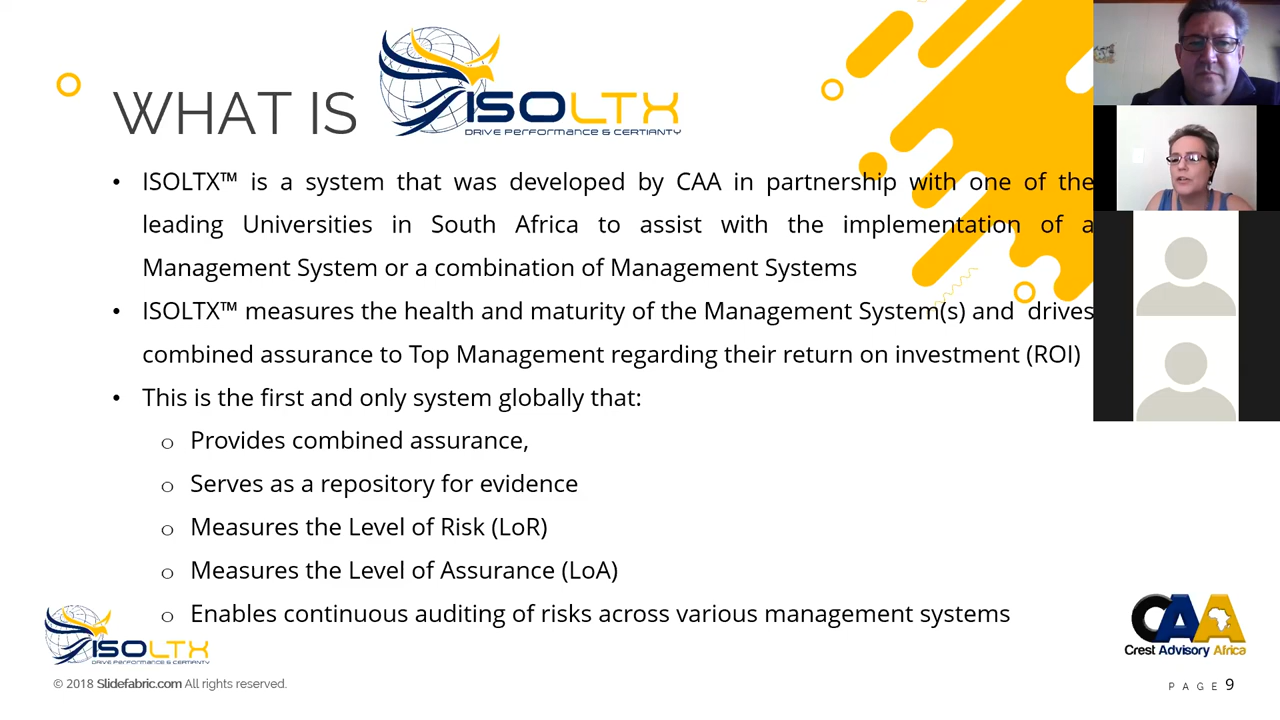 WHAT IS
ISOLTX
DRIVE PERFORMANCE & CERTIANTY
• ISOLTX™ is a system that was developed by CAA in partnership with one of the
leading Universities in South Africa to assist with the implementation of a
Management System or a combination of Management Systems
• ISOLTX™ measures the health and maturity of the Management System(s) and drives
combined assurance to Top Management regarding their return on investment (ROI)
• This is the first and only system globally that:
o Provides combined assurance,
o Serves as a repository for evidence
o Measures the Level of Risk (LoR)
o Measures the Level of Assurance (LoA)
o Enables continuous auditing of risks across various management systems
ISOLTX
DRIVE PERFORMANCE & CERTIANTY
CAA
Crest Advisory Africa
© 2018 Slidefabric.com All rights reserved.
PAGE 9